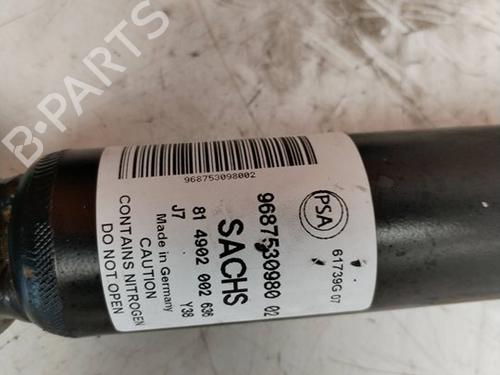 B-PARTS
968753098002
PSA
61739G 07
9687530980 02
SACHS
81 4902 002 636
J7 Y38
Made in Germany
CAUTION
CONTAINS NITROGEN
DO NOT OPEN